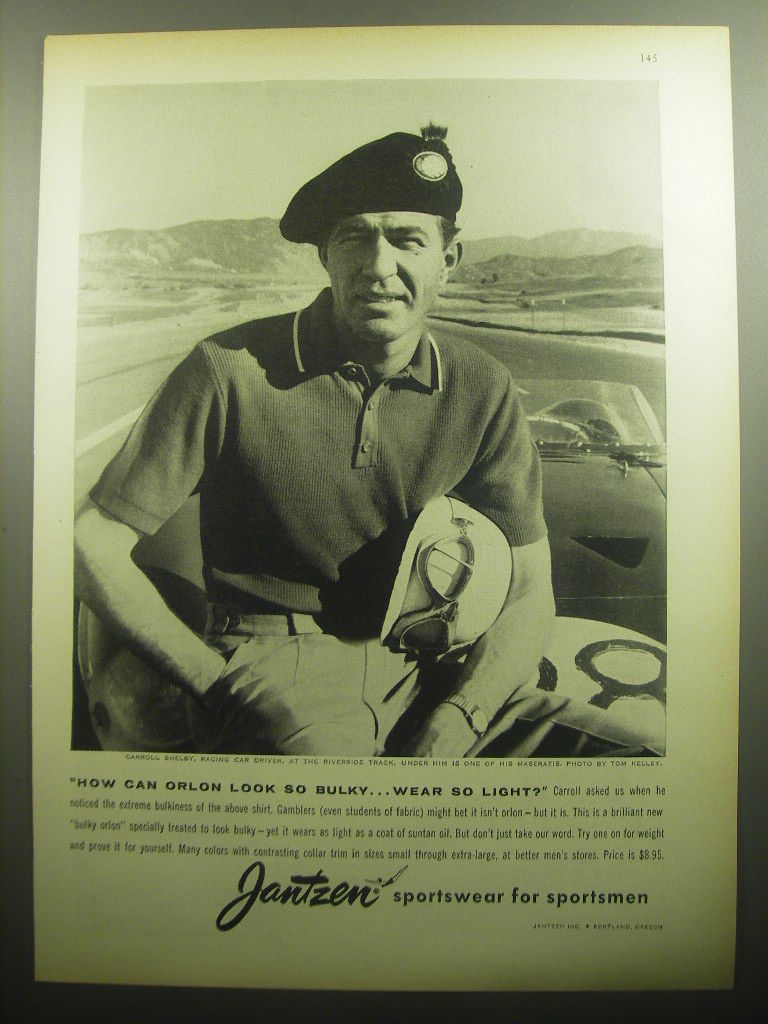 145
CARROLL SHELBY, RACING CAR DRIVER, AT THE RIVERSIDE TRACK. UNDER HIM IS ONE OF HIS MASERATIS. PHOTO BY TOM KELLEY.
"HOW CAN ORLON LOOK SO BULKY...WEAR SO LIGHT?" Carroll asked us when he
noticed the extreme bulkiness of the above shirt. Gamblers (even students of fabric) might bet it isn't orlon – but it is. This is a brilliant new
"bulky orlon" specially treated to look bulky – yet it wears as light as a coat of suntan oil. But don't just take our word. Try one on for weight
and prove it for yourself. Many colors with contrasting collar trim in sizes small through extra-large, at better men's stores. Price is $8.95.
Jantzen sportswear for sportsmen
JANTZEN INC. • PORTLAND, OREGON
8